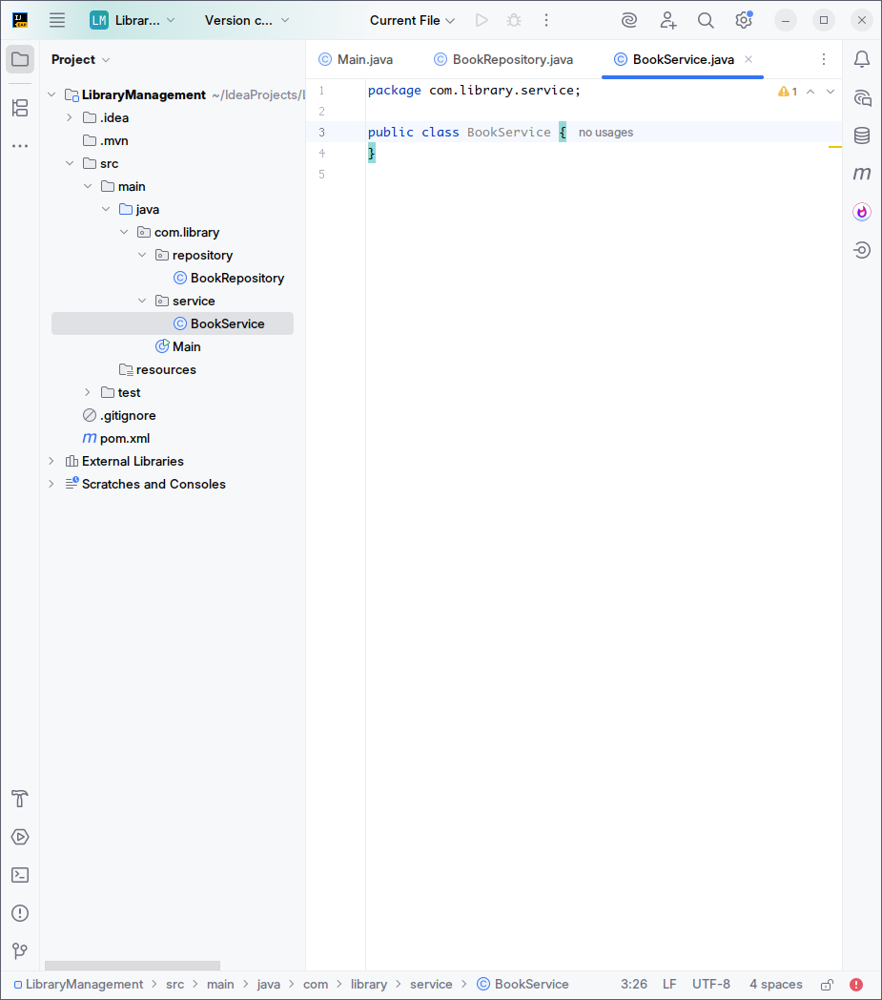 LM Librar... Version c... Current File
Project
Main.java BookRepository.java BookService.java
LibraryManagement ~/IdeaProjects/L
.idea
.mvn
src
main
java
com.library
repository
BookRepository
service
BookService
Main
resources
test
.gitignore
m pom.xml
External Libraries
Scratches and Consoles
1 package com.library.service;
2
3 public class BookService { no usages
4 }
5
1
LibraryManagement src main java com library service BookService 3:26 LF UTF-8 4 spaces